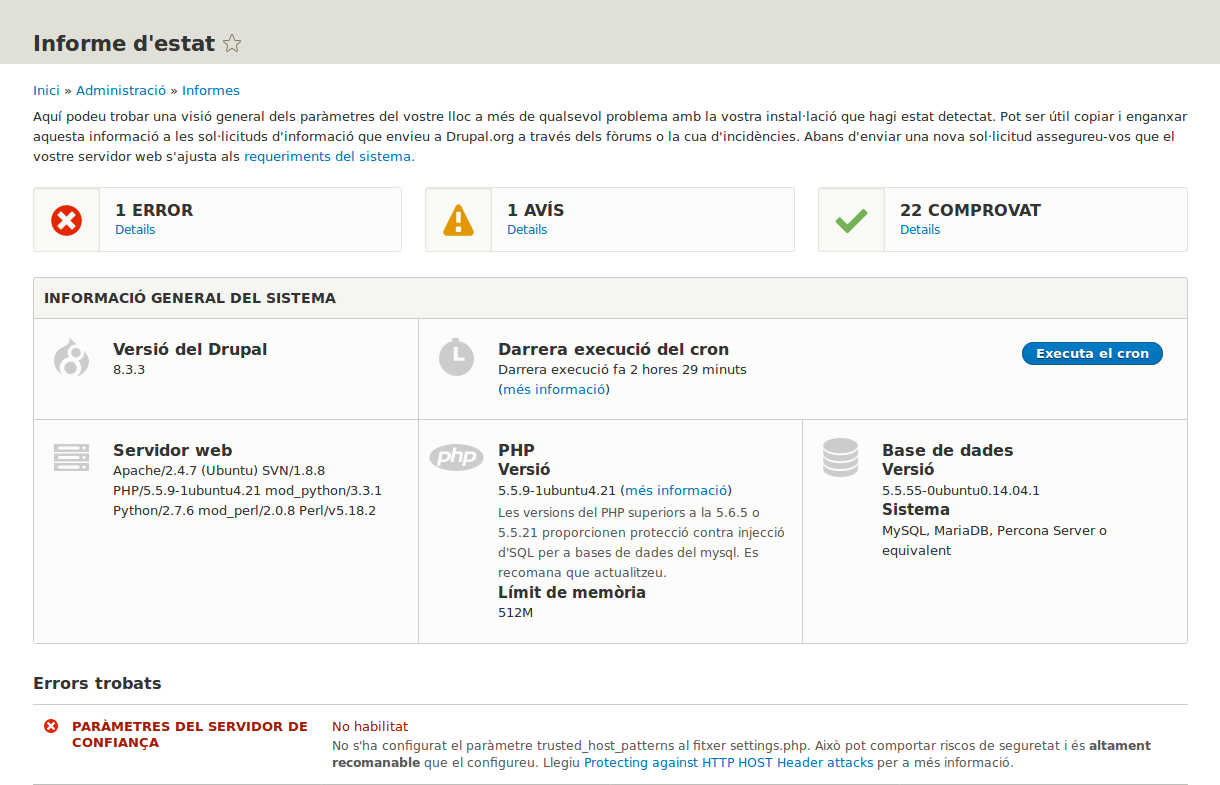 Informe d'estat
Inici » Administració » Informes
Aquí podeu trobar una visió general dels paràmetres del vostre lloc a més de qualsevol problema amb la vostra instal·lació que hagi estat detectat. Pot ser útil copiar i enganxar
aquesta informació a les sol·licituds d'informació que envieu a Drupal.org a través dels fòrums o la cua d'incidències. Abans d'enviar una nova sol·licitud assegureu-vos que el
vostre servidor web s'ajusta als requeriments del sistema.
1 ERROR
Details
1 AVÍS
Details
22 COMPROVAT
Details
INFORMACIÓ GENERAL DEL SISTEMA
Versió del Drupal
8.3.3
Darrera execució del cron
Darrera execució fa 2 hores 29 minuts
(més informació)
Executa el cron
Servidor web
Apache/2.4.7 (Ubuntu) SVN/1.8.8
PHP/5.5.9-1ubuntu4.21 mod_python/3.3.1
Python/2.7.6 mod_perl/2.0.8 Perl/v5.18.2
php
PHP
Versió
5.5.9-1ubuntu4.21 (més informació)
Les versions del PHP superiors a la 5.6.5 o
5.5.21 proporcionen protecció contra injecció
d'SQL per a bases de dades del mysql. Es
recomana que actualitzeu.
Límit de memòria
512M
Base de dades
Versió
5.5.55-0ubuntu0.14.04.1
Sistema
MySQL, MariaDB, Percona Server o
equivalent
Errors trobats
PARÀMETRES DEL SERVIDOR DE
CONFIANÇA
No habilitat
No s'ha configurat el paràmetre trusted_host_patterns al fitxer settings.php. Això pot comportar riscos de seguretat i és altament
recomanable que el configureu. Llegiu Protecting against HTTP HOST Header attacks per a més informació.